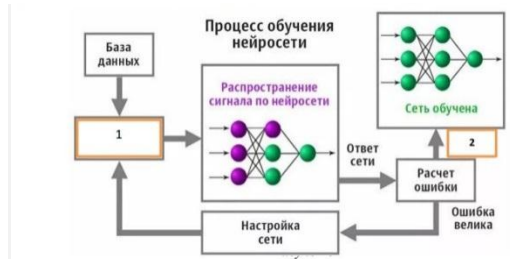 Процесс обучения
нейросети
База
данных
1
Распространение
сигнала по нейросети
Сеть обучена
2
Ответ
сети
Расчет
ошибки
Ошибка
велика
Настройка
сети